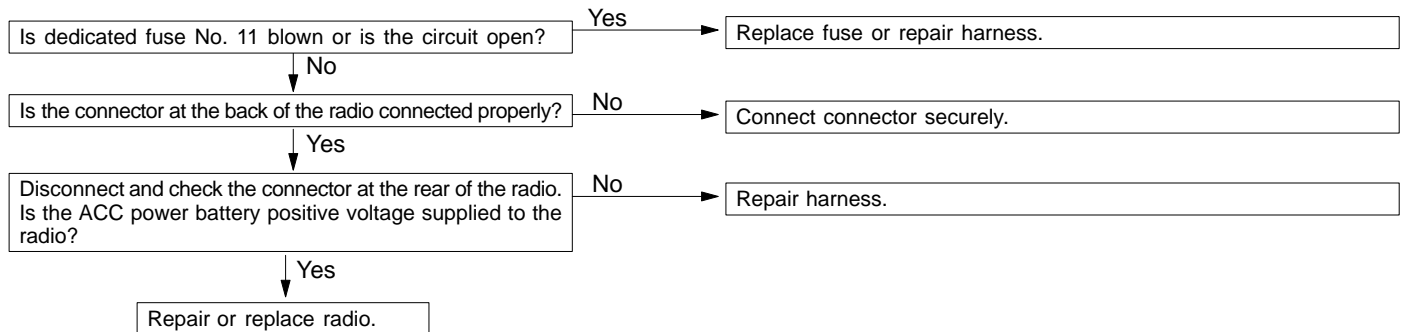 Is dedicated fuse No. 11 blown or is the circuit open?
Yes
Replace fuse or repair harness.
No
Is the connector at the back of the radio connected properly?
No
Connect connector securely.
Yes
Disconnect and check the connector at the rear of the radio.
Is the ACC power battery positive voltage supplied to the
radio?
No
Repair harness.
Yes
Repair or replace radio.